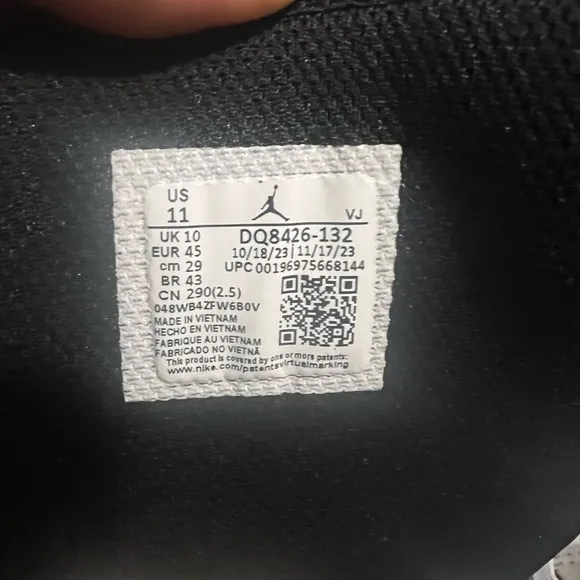 US
11
VJ
UK 10
DQ8426-132
EUR 45
10/18/23 | 11/17/23
cm 29
UPC 00196975668144
BR 43
CN 290(2.5)
048WB4ZFW6B0V
MADE IN VIETNAM
HECHO EN VIETNAM
FABRIQUE AU VIETNAM
FABRICADO NO VIETNÃ
This product is covered by one or more patents:
www.nike.com/patentsvirtualmarking